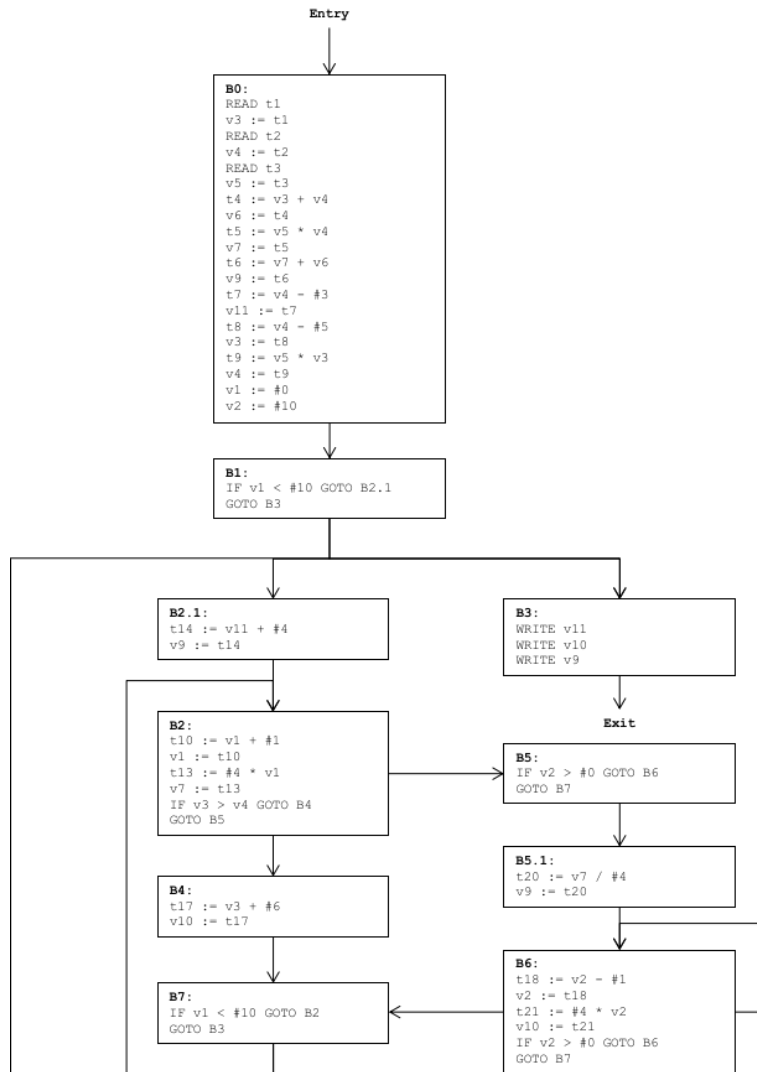 Entry
B0:
READ t1
v3 := t1
READ t2
v4 := t2
READ t3
v5 := t3
t4 := v3 + v4
v6 := t4
t5 := v5 * v4
v7 := t5
t6 := v7 + v6
v9 := t6
t7 := v4 - #3
v11 := t7
t8 := v4 - #5
v3 := t8
t9 := v5 * v3
v4 := t9
v1 := #0
v2 := #10
B1:
IF v1 < #10 GOTO B2.1
GOTO B3
B2.1:
t14 := v11 + #4
v9 := t14
B3:
WRITE v11
WRITE v10
WRITE v9
Exit
B2:
t10 := v1 + #1
v1 := t10
t13 := #4 * v1
v7 := t13
IF v3 > v4 GOTO B4
GOTO B5
B5:
IF v2 > #0 GOTO B6
GOTO B7
B5.1:
t20 := v7 / #4
v9 := t20
B4:
t17 := v3 + #6
v10 := t17
B6:
t18 := v2 - #1
v2 := t18
t21 := #4 * v2
v10 := t21
IF v2 > #0 GOTO B6
GOTO B7
B7:
IF v1 < #10 GOTO B2
GOTO B3